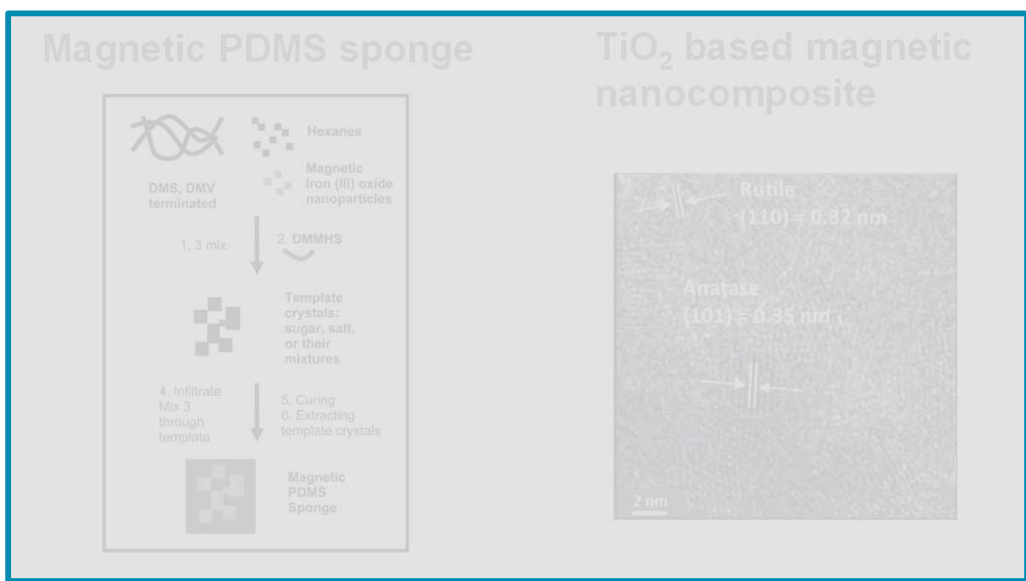 Magnetic PDMS sponge
Hexanes
Magnetic
Iron (III) oxide
nanoparticles
DMS, DMV
terminated
1, 3 mix
2. DMMHS
Template
crystals:
sugar, salt,
or their
mixtures
4. Infiltrate
Mix 3
through
template
5. Curing
6. Extracting
template crystals
Magnetic
PDMS
Sponge
TiO₂ based magnetic
nanocomposite
Rutile
(110) = 0.32 nm
Anatase
(101) = 0.35 nm
2 nm